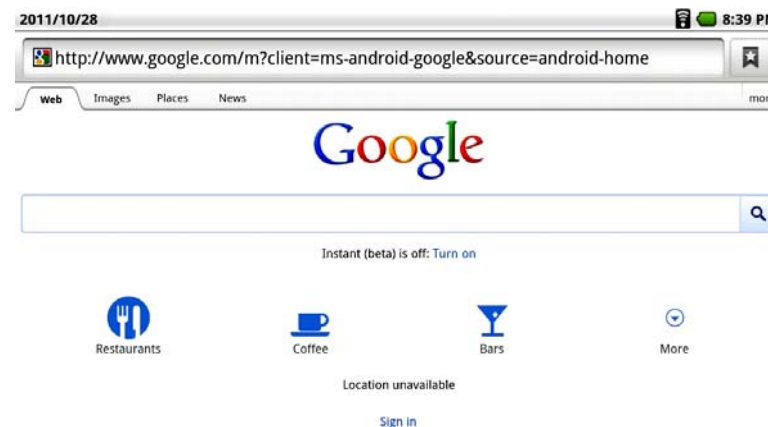 2011/10/28 8:39 PM
http://www.google.com/m?client=ms-android-google&source=android-home
Web Images Places News
Google
Instant (beta) is off: Turn on
Restaurants Coffee Bars More
Location unavailable
Sign in